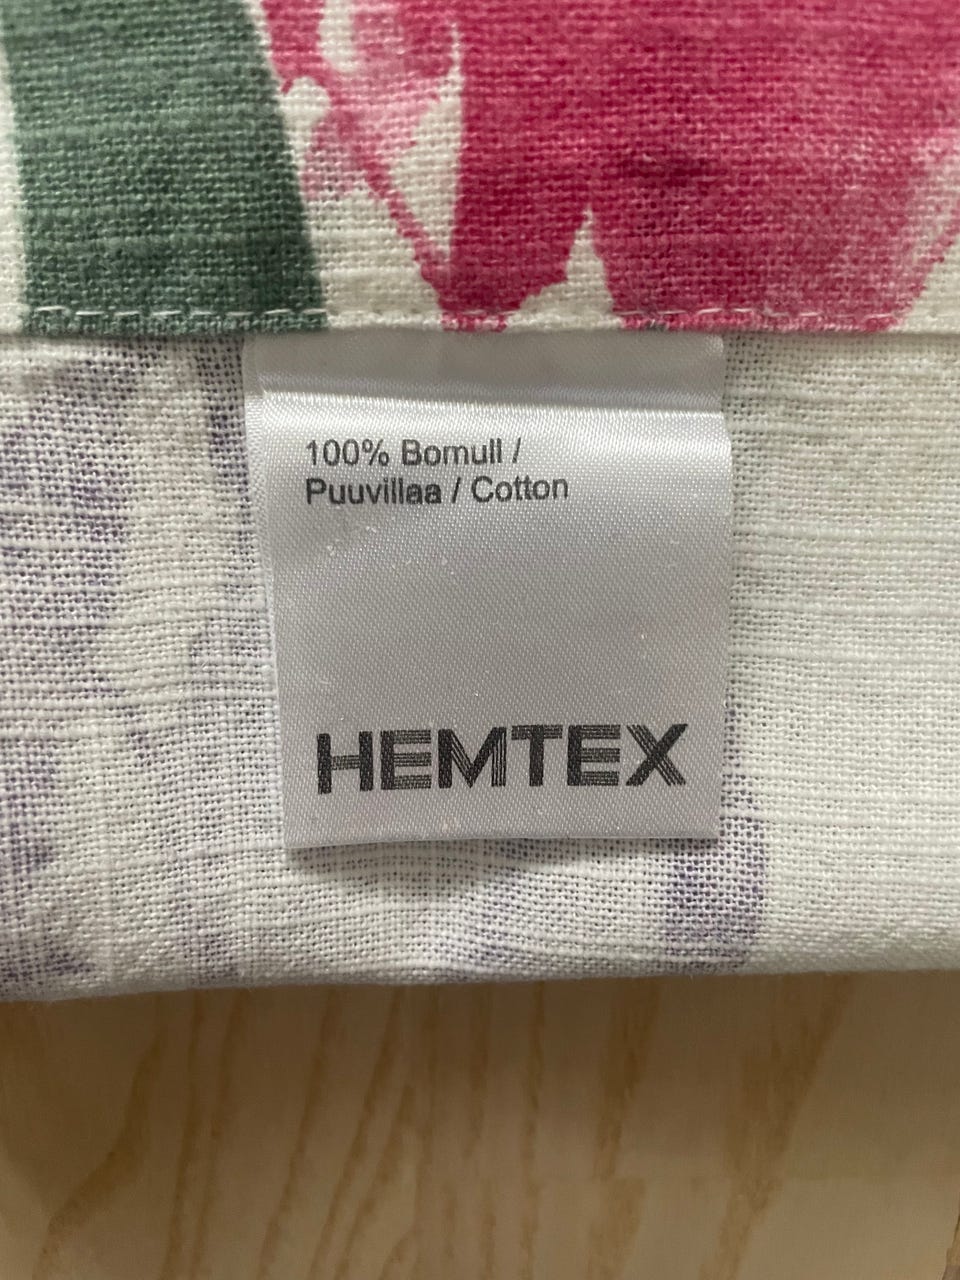 100% Bomull /
Puuvillaa / Cotton
HEMTEX